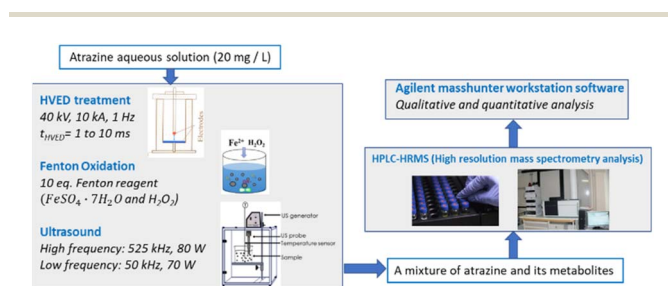 Atrazine aqueous solution (20 mg / L)
HVED treatment
40 kV, 10 kA, 1 Hz
tHVED= 1 to 10 ms
Electrodes
Fenton Oxidation
10 eq. Fenton reagent
(FeSO₄ · 7H₂O and H₂O₂)
Fe²⁺ H₂O₂
Ultrasound
High frequency: 525 kHz, 80 W
Low frequency: 50 kHz, 70 W
US generator
US probe
Temperature sensor
Sample
Agilent masshunter workstation software
Qualitative and quantitative analysis
HPLC-HRMS (High resolution mass spectrometry analysis)
A mixture of atrazine and its metabolites